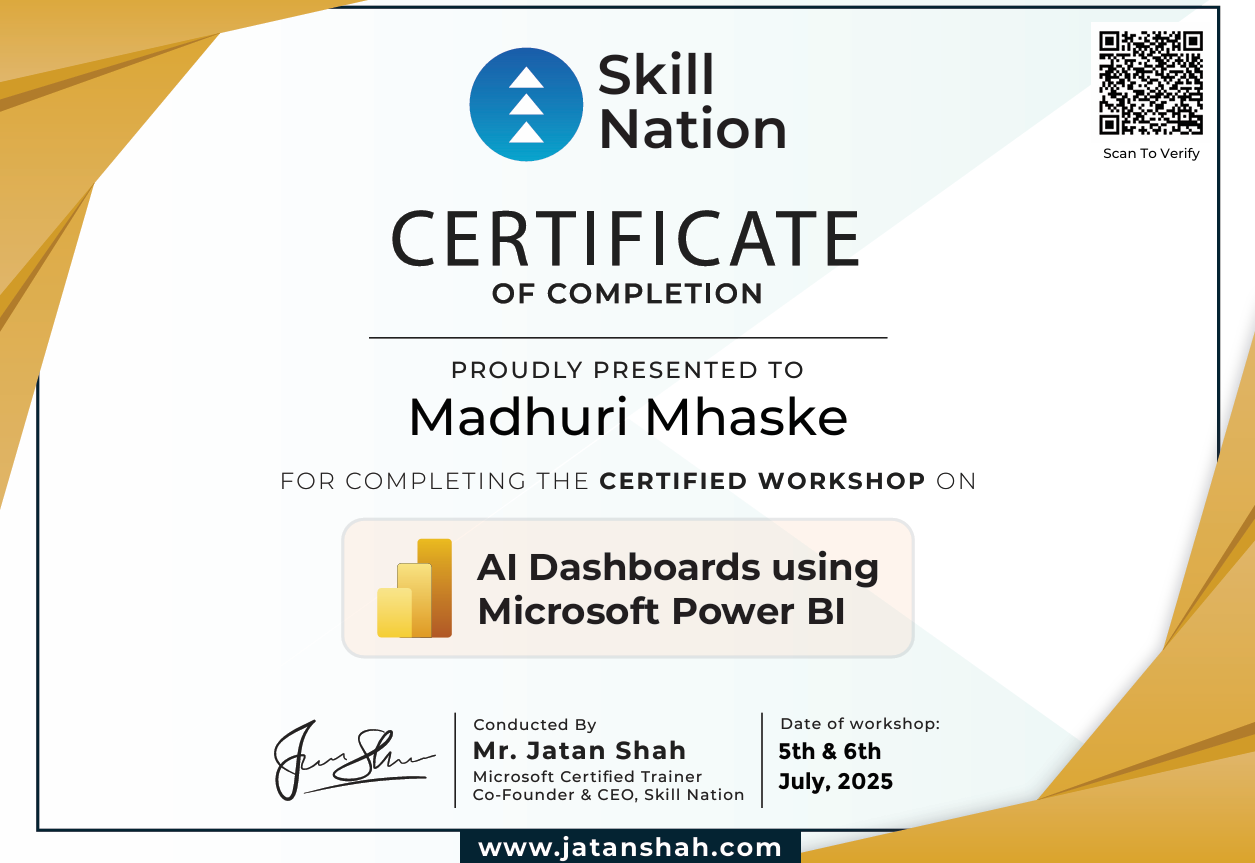 Skill
Nation
Scan To Verify
CERTIFICATE
OF COMPLETION
PROUDLY PRESENTED TO
Madhuri Mhaske
FOR COMPLETING THE CERTIFIED WORKSHOP ON
AI Dashboards using
Microsoft Power BI
Conducted By
Mr. Jatan Shah
Microsoft Certified Trainer
Co-Founder & CEO, Skill Nation
Date of workshop:
5th & 6th
July, 2025
www.jatanshah.com